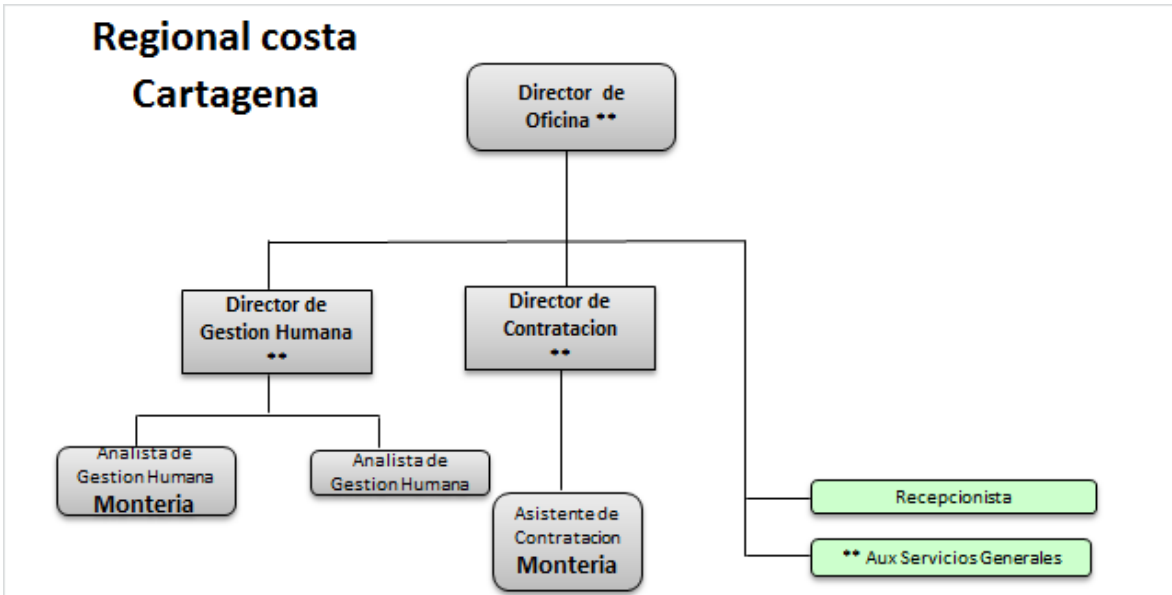 Regional costa
Cartagena
Director de
Oficina **
Director de
Gestion Humana
**
Director de
Contratacion
**
Analista de
Gestion Humana
Monteria
Analista de
Gestion Humana
Asistente de
Contratacion
Monteria
Recepcionista
** Aux Servicios Generales